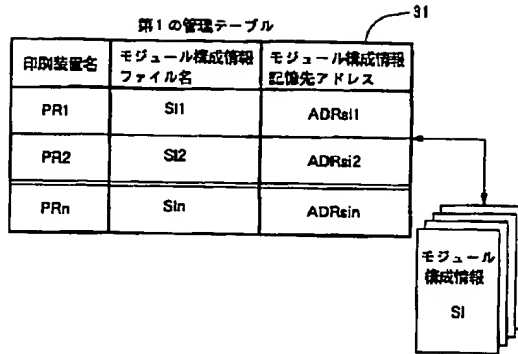 第1の管理テーブル
31
印刷装置名
モジュール構成情報
ファイル名
モジュール構成情報
記憶先アドレス
PR1
SI1
ADRsi1
PR2
SI2
ADRsi2
PRn
SIn
ADRsin
モジュール
構成情報
SI